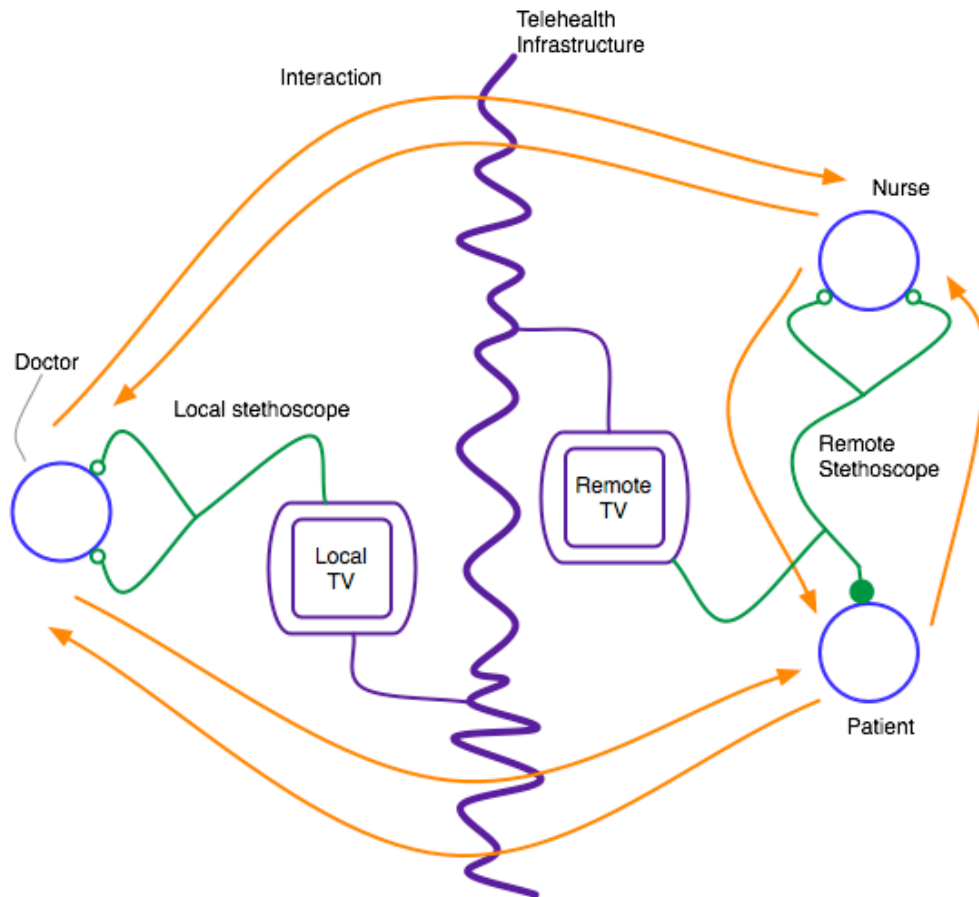 Telehealth
Infrastructure
Interaction
Nurse
Doctor
Local stethoscope
Remote
Stethoscope
Remote
TV
Local
TV
Patient